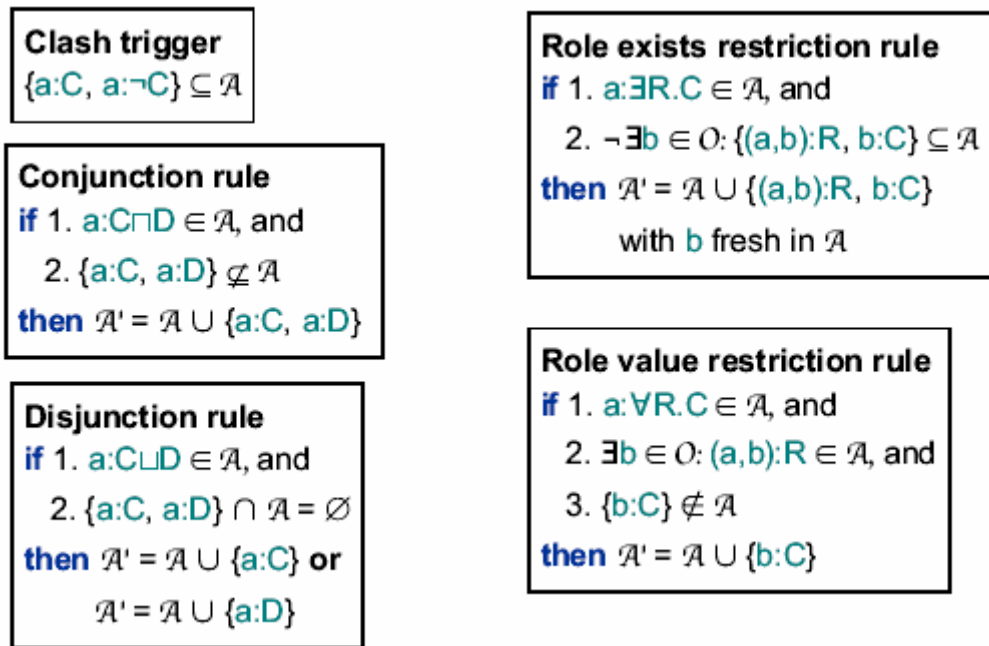 Clash trigger
{a:C, a:¬C} ⊆ 𝒜
Conjunction rule
if 1. a:C⊓D ∈ 𝒜, and
2. {a:C, a:D} ⊈ 𝒜
then 𝒜' = 𝒜 ∪ {a:C, a:D}
Disjunction rule
if 1. a:C⊔D ∈ 𝒜, and
2. {a:C, a:D} ∩ 𝒜 = ∅
then 𝒜' = 𝒜 ∪ {a:C} or
𝒜' = 𝒜 ∪ {a:D}
Role exists restriction rule
if 1. a:∃R.C ∈ 𝒜, and
2. ¬∃b ∈ 𝒪: {(a,b):R, b:C} ⊆ 𝒜
then 𝒜' = 𝒜 ∪ {(a,b):R, b:C}
with b fresh in 𝒜
Role value restriction rule
if 1. a:∀R.C ∈ 𝒜, and
2. ∃b ∈ 𝒪: (a,b):R ∈ 𝒜, and
3. {b:C} ∉ 𝒜
then 𝒜' = 𝒜 ∪ {b:C}